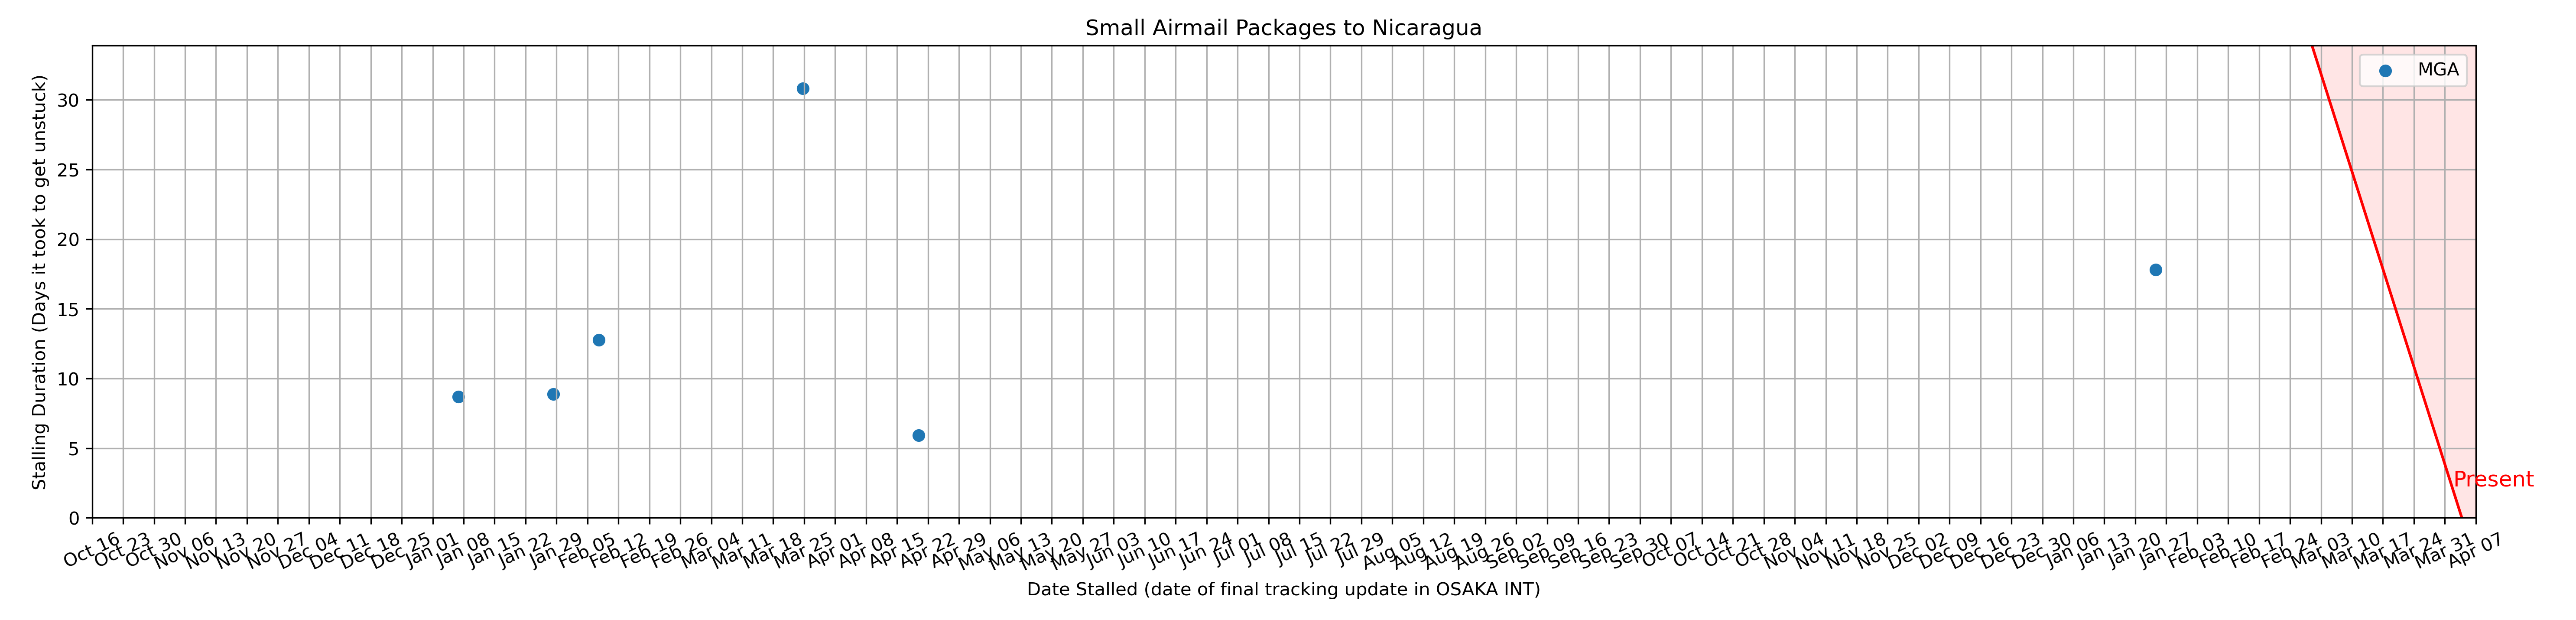 Small Airmail Packages to Nicaragua
MGA
Stalling Duration (Days it took to get unstuck)
30
25
20
15
10
5
0
Present
Oct 16 Oct 23 Oct 30 Nov 06 Nov 13 Nov 20 Nov 27 Dec 04 Dec 11 Dec 18 Dec 25 Jan 01 Jan 08 Jan 15 Jan 22 Jan 29 Feb 05 Feb 12 Feb 19 Feb 26 Mar 04 Mar 11 Mar 18 Mar 25 Apr 01 Apr 08 Apr 15 Apr 22 Apr 29 May 06 May 13 May 20 May 27 Jun 03 Jun 10 Jun 17 Jun 24 Jul 01 Jul 08 Jul 15 Jul 22 Jul 29 Aug 05 Aug 12 Aug 19 Aug 26 Sep 02 Sep 09 Sep 16 Sep 23 Sep 30 Oct 07 Oct 14 Oct 21 Oct 28 Nov 04 Nov 11 Nov 18 Nov 25 Dec 02 Dec 09 Dec 16 Dec 23 Dec 30 Jan 06 Jan 13 Jan 20 Jan 27 Feb 03 Feb 10 Feb 17 Feb 24 Mar 03 Mar 10 Mar 17 Mar 24 Mar 31 Apr 07
Date Stalled (date of final tracking update in OSAKA INT)